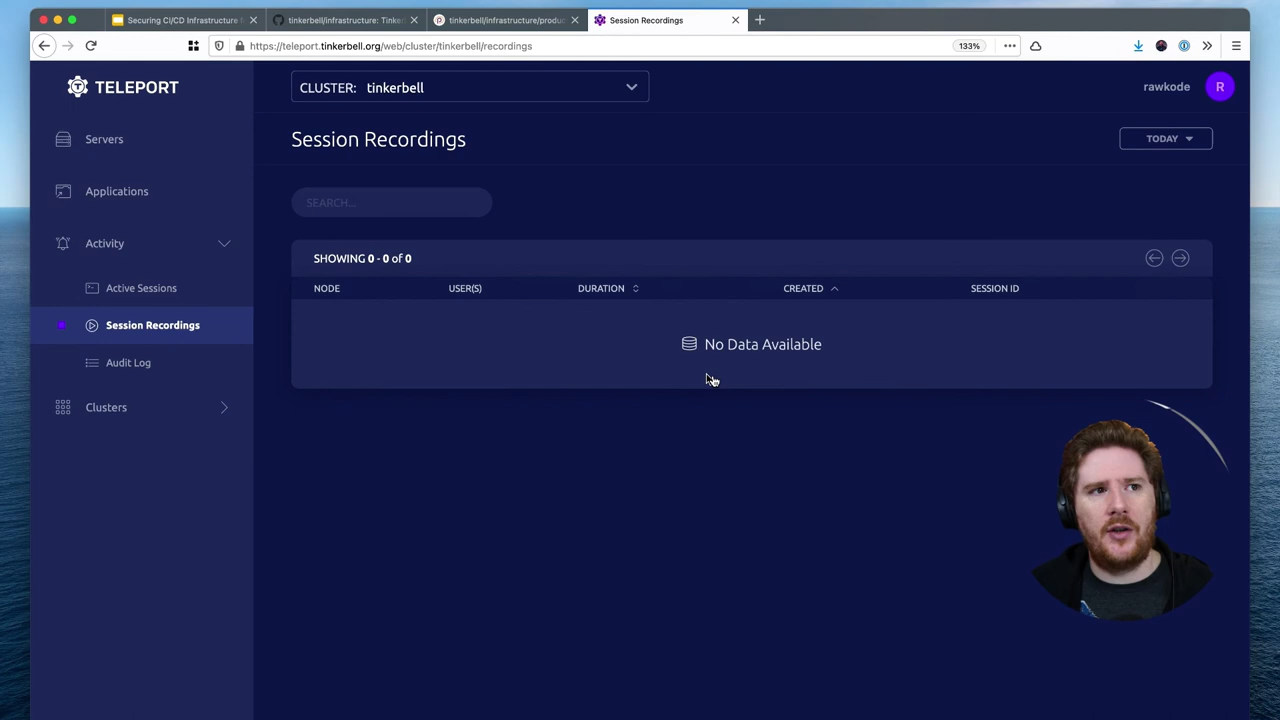 Securing CI/CD Infrastructure
tinkerbell/infrastructure: Tinker
tinkerbell/infrastructure/produ
Session Recordings
https://teleport.tinkerbell.org/web/cluster/tinkerbell/recordings
133%
TELEPORT
CLUSTER: tinkerbell
rawkode
R
Servers
Session Recordings
TODAY
Applications
SEARCH...
Activity
SHOWING 0 - 0 of 0
Active Sessions
NODE
USER(S)
DURATION
CREATED
SESSION ID
Session Recordings
No Data Available
Audit Log
Clusters